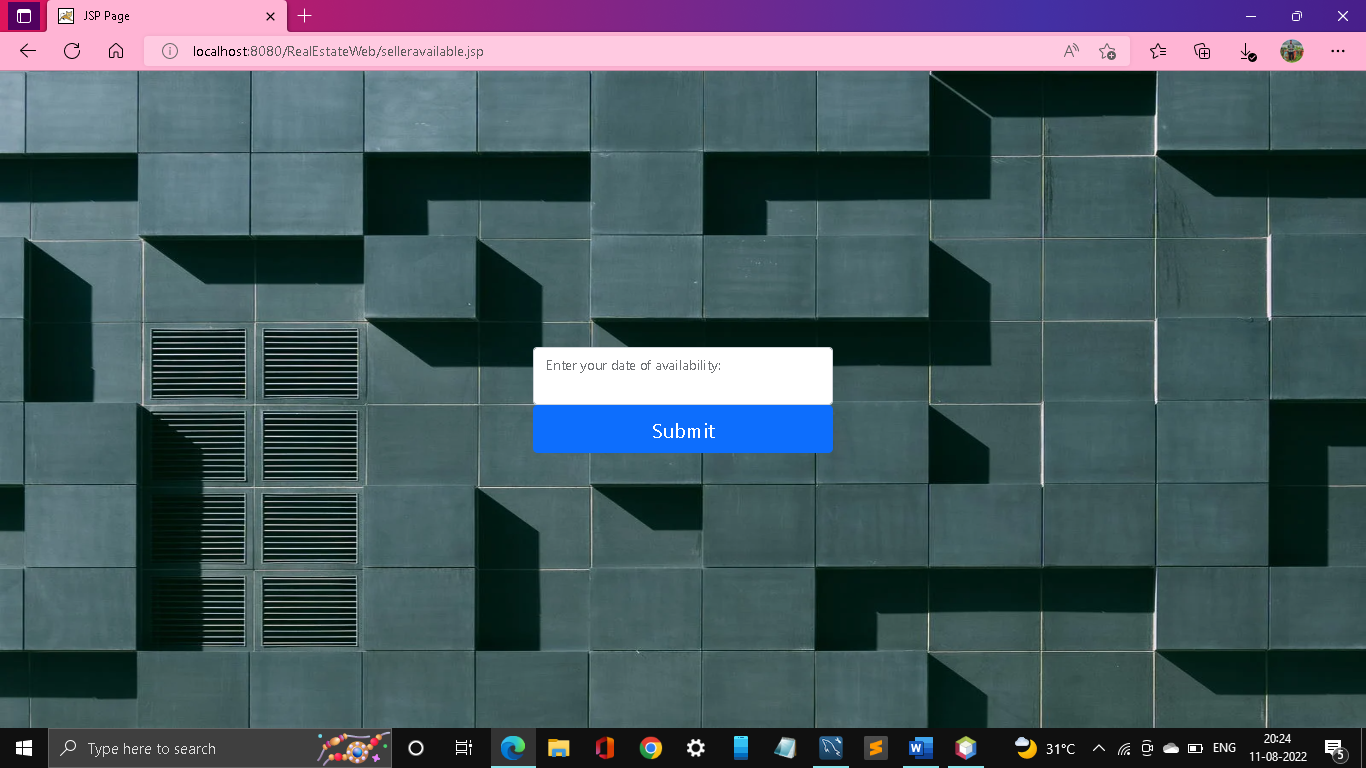 JSP Page
localhost:8080/RealEstateWeb/selleravailable.jsp
Enter your date of availability:
Submit
Type here to search
31°C
ENG
20:24
11-08-2022
5